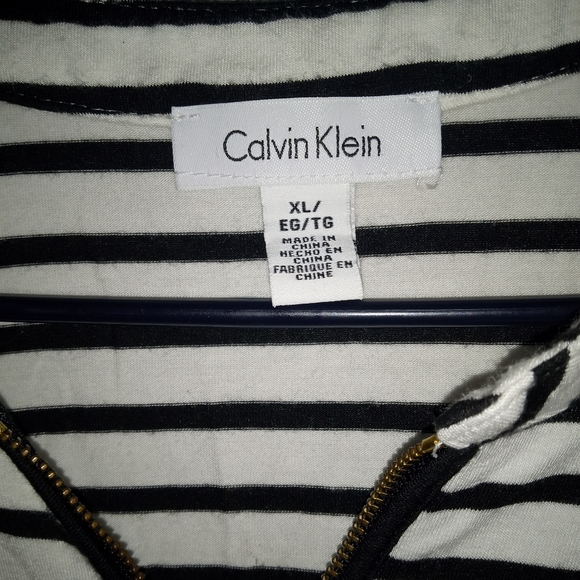 Calvin Klein
XL/
EG/TG
MADE IN
CHINA
HECHO EN
CHINA
FABRIQUE EN
CHINE